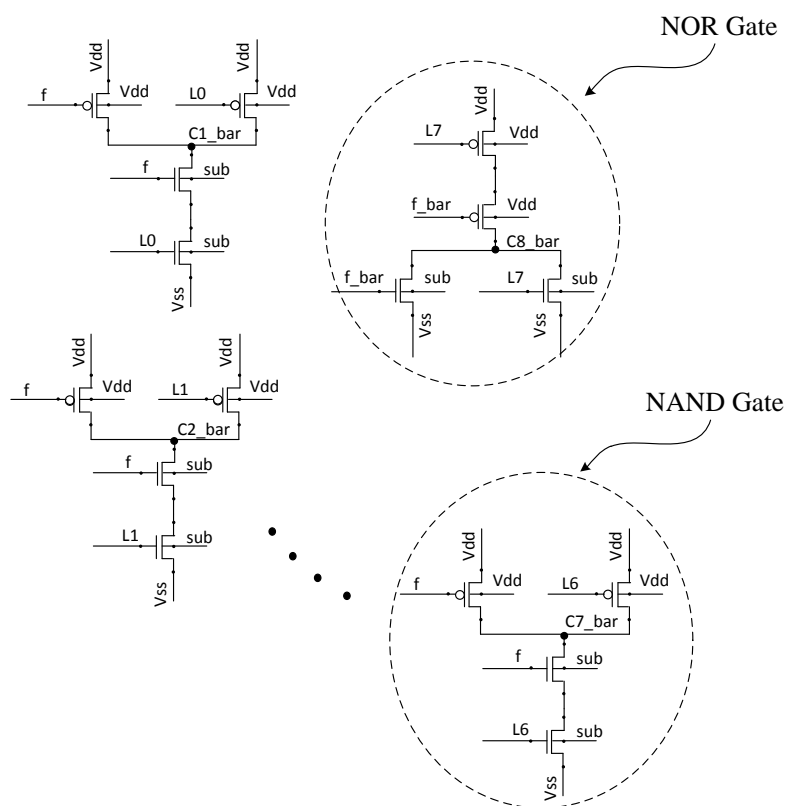 NOR Gate
Vdd
Vdd
f
Vdd
L0
Vdd
C1_bar
f
sub
L0
sub
Vss
Vdd
L7
Vdd
f_bar
Vdd
C8_bar
f_bar
sub
L7
sub
Vss
Vss
Vdd
Vdd
f
Vdd
L1
Vdd
C2_bar
f
sub
L1
sub
Vss
NAND Gate
Vdd
Vdd
f
Vdd
L6
Vdd
C7_bar
f
sub
L6
sub
Vss